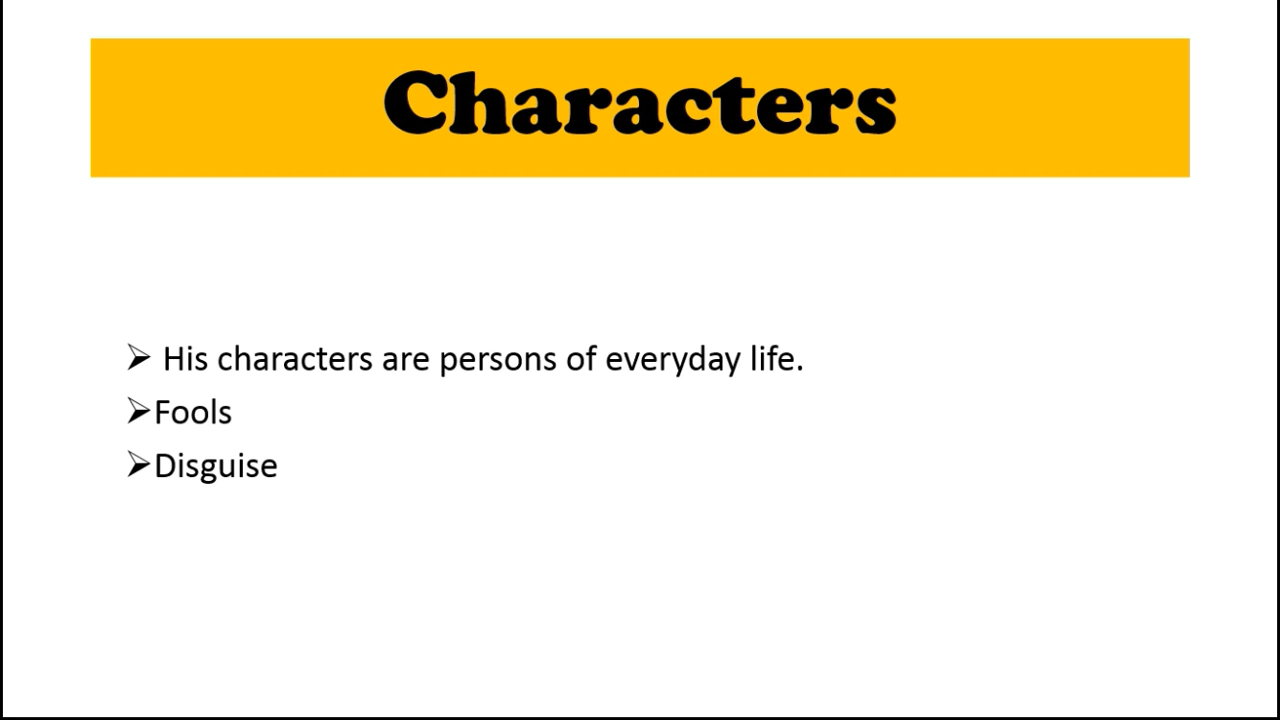 Characters
➢ His characters are persons of everyday life.
➢Fools
➢Disguise